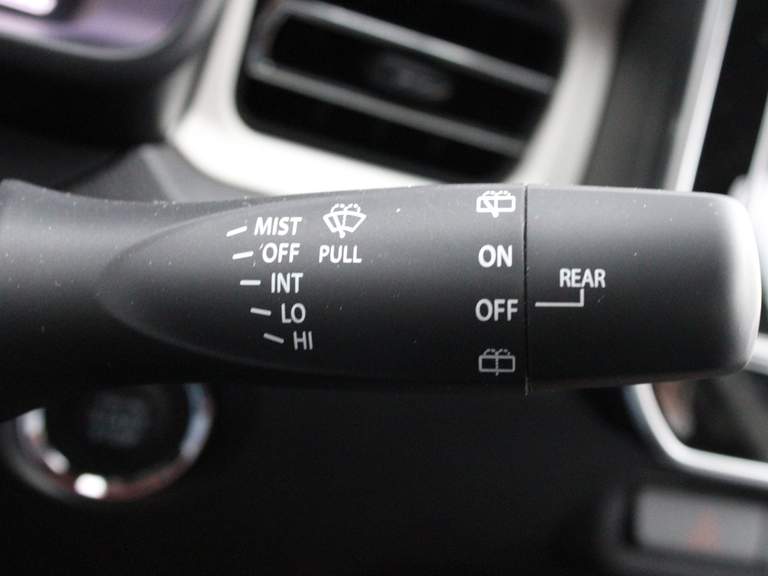 MIST
OFF
INT
LO
HI
PULL
ON
OFF
REAR